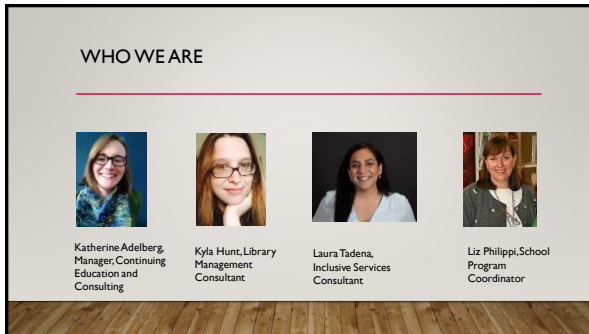 WHO WE ARE
Katherine Adelberg,
Manager, Continuing
Education and
Consulting
Kyla Hunt, Library
Management
Consultant
Laura Tadena,
Inclusive Services
Consultant
Liz Philippi, School
Program
Coordinator